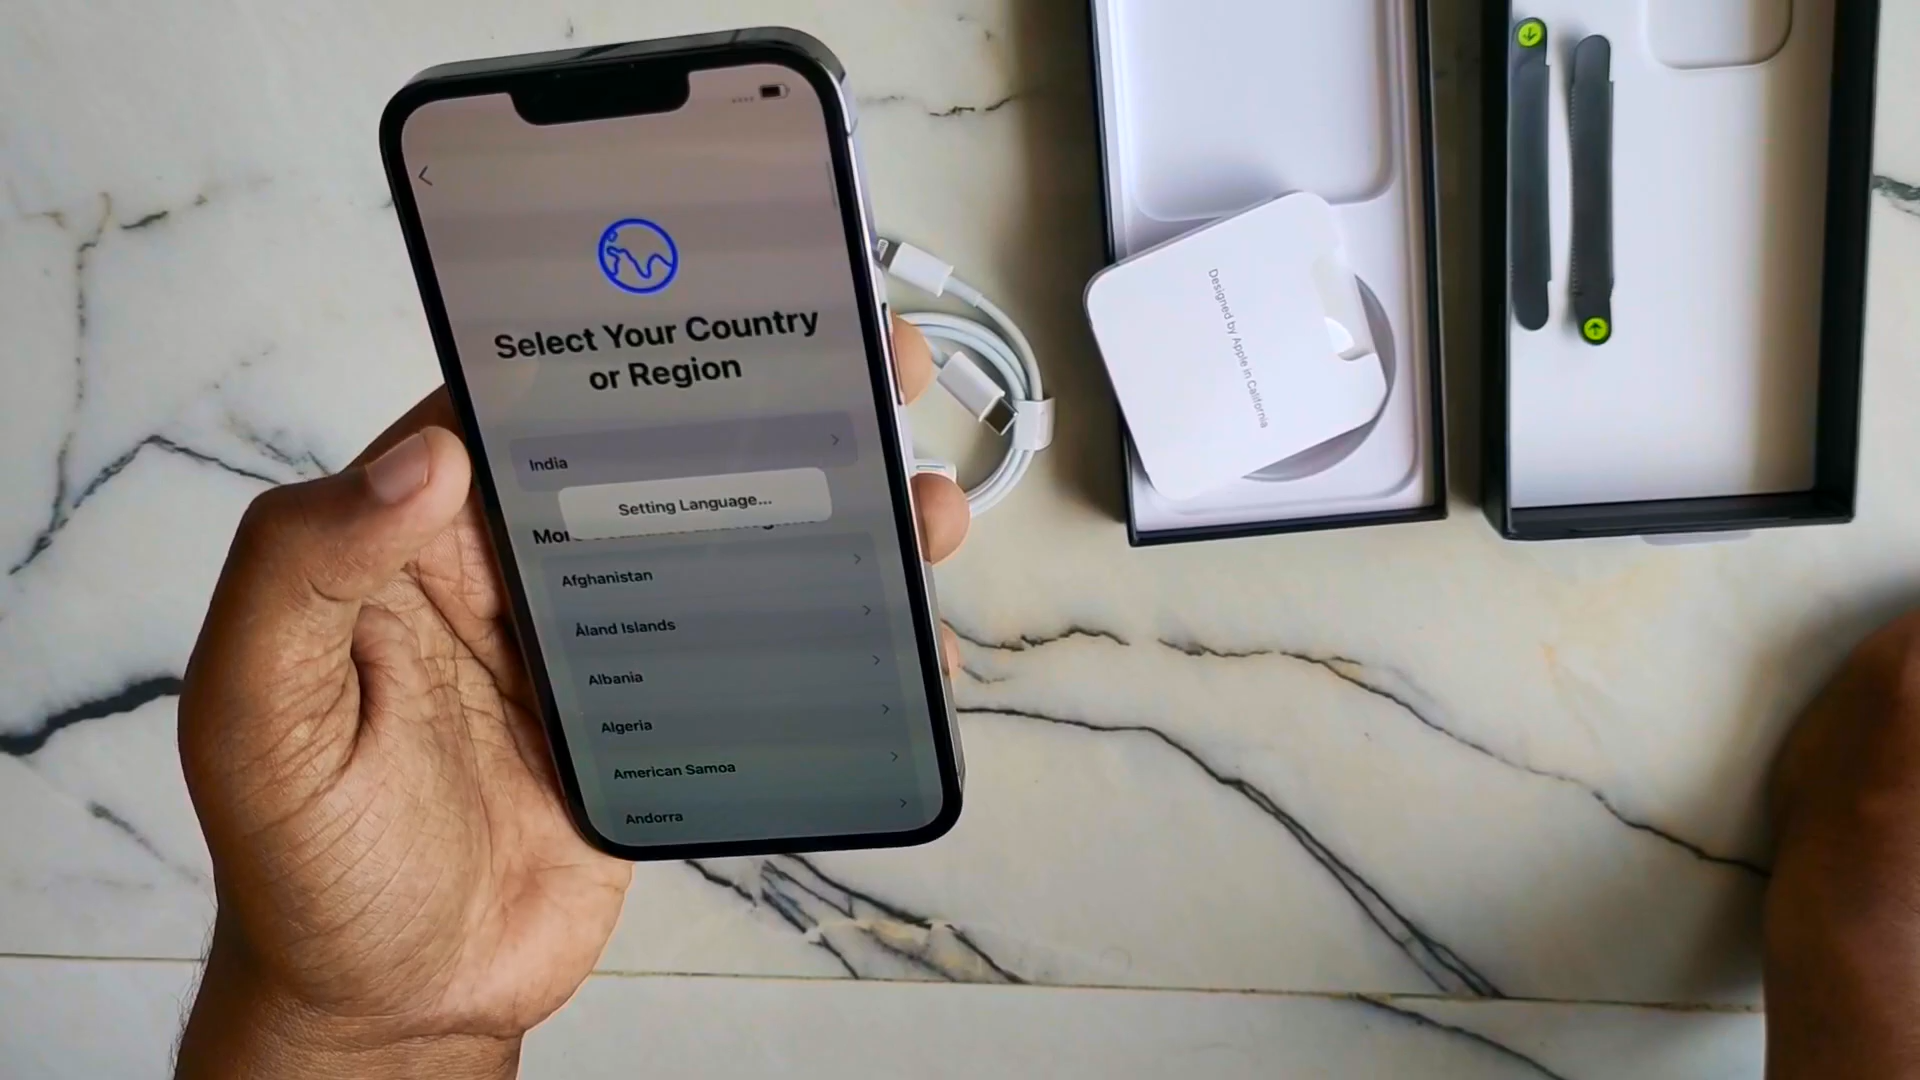 Select Your Country
or Region
India
Setting Language...
Afghanistan
Åland Islands
Albania
Algeria
American Samoa
Andorra
Designed by Apple in California